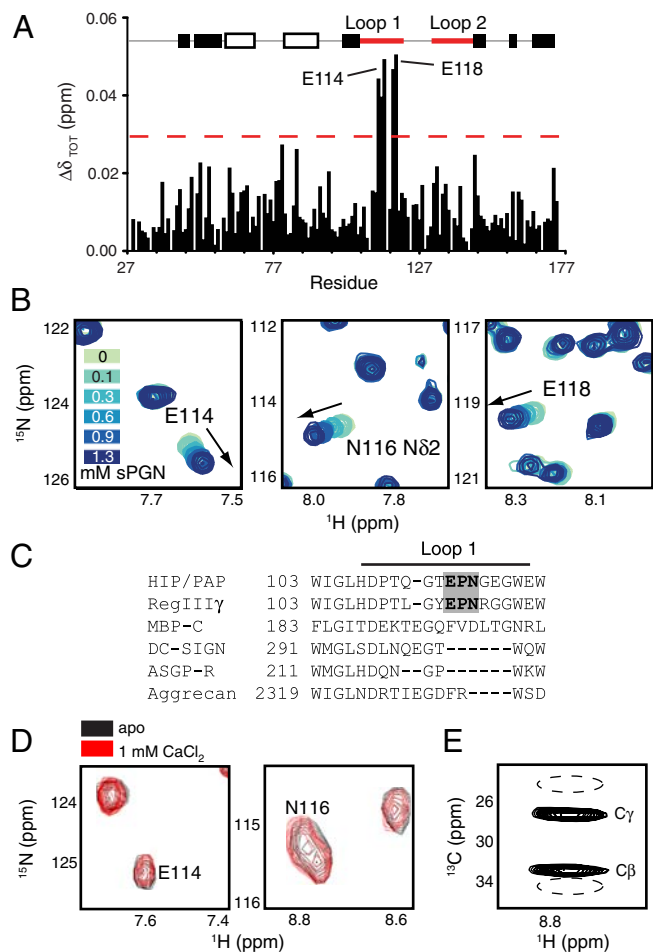 A
Loop 1 Loop 2
E114
E118
Δδ TOT (ppm)
0.06
0.04
0.02
0.00
27 77 127 177
Residue
B
15N (ppm)
122
124
126
0
0.1
0.3
0.6
0.9
1.3
mM sPGN
E114
7.7 7.5
112
114
116
N116 Nδ2
8.0 7.8
117
119
121
E118
8.3 8.1
1H (ppm)
C
Loop 1
HIP/PAP 103 WIGLHDPTQ-GTEPNGEGWEW
RegIIIγ 103 WIGLHDPTL-GYEPNRGGWEW
MBP-C 183 FLGITDEKTEGQFVDLTGNRL
DC-SIGN 291 WMGLSDLNQEGT------WQW
ASGP-R 211 WMGLHDQN--GP------WKW
Aggrecan 2319 WIGLNDRTIEGDFR-----WSD
D
apo
1 mM CaCl2
15N (ppm)
124
125
E114
7.6 7.4
115
116
N116
8.8 8.6
1H (ppm)
E
13C (ppm)
26
30
34
Cγ
Cβ
8.8
1H (ppm)